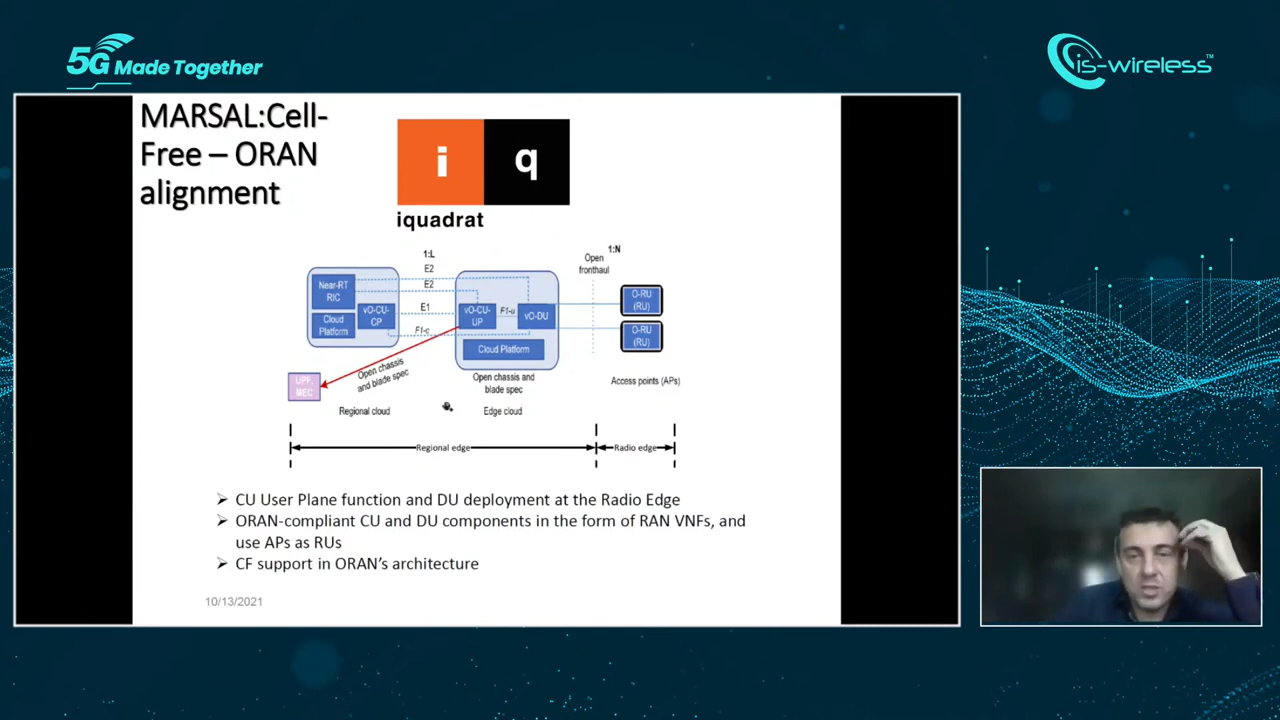 5G Made Together
is-wireless™
MARSAL:Cell-
Free – ORAN
alignment
i q
iquadrat
1:L
1:N
E2
Open
fronthaul
E2
Near-RT
RIC
vO-CU-
CP
Cloud
Platform
E1
F1-c
vO-CU-
UP
F1-u
vO-DU
Cloud Platform
O-RU
(RU)
O-RU
(RU)
UPF,
MEC
Open chassis
and blade spec
Open chassis and
blade spec
Access points (APs)
Regional cloud
Edge cloud
Regional edge
Radio edge
➢ CU User Plane function and DU deployment at the Radio Edge
➢ ORAN-compliant CU and DU components in the form of RAN VNFs, and
use APs as RUs
➢ CF support in ORAN's architecture
10/13/2021